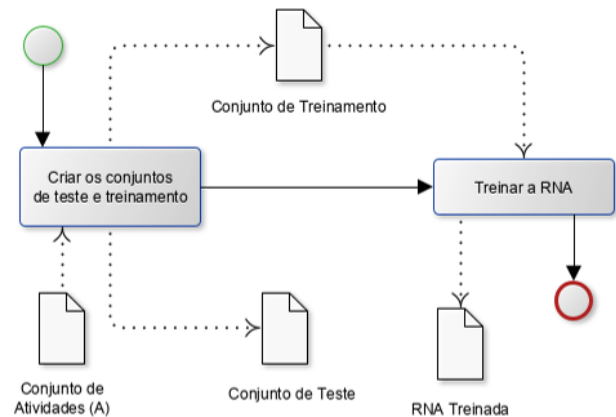 Conjunto de Treinamento
Criar os conjuntos
de teste e treinamento
Treinar a RNA
Conjunto de
Atividades (A)
Conjunto de Teste
RNA Treinada